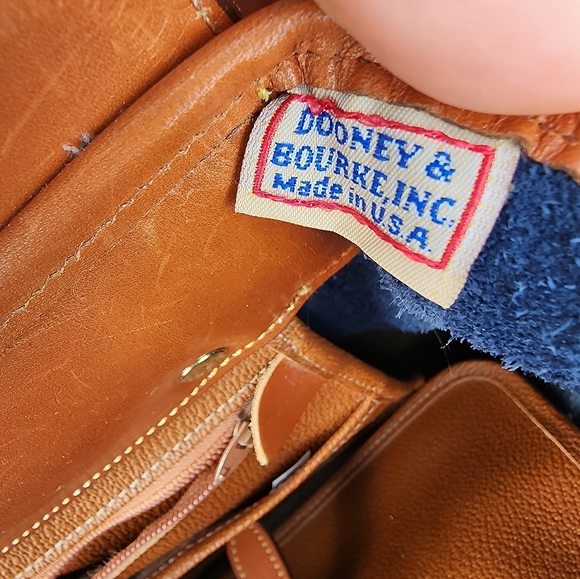 DOONEY &
BOURKE, INC.
Made in U.S.A.